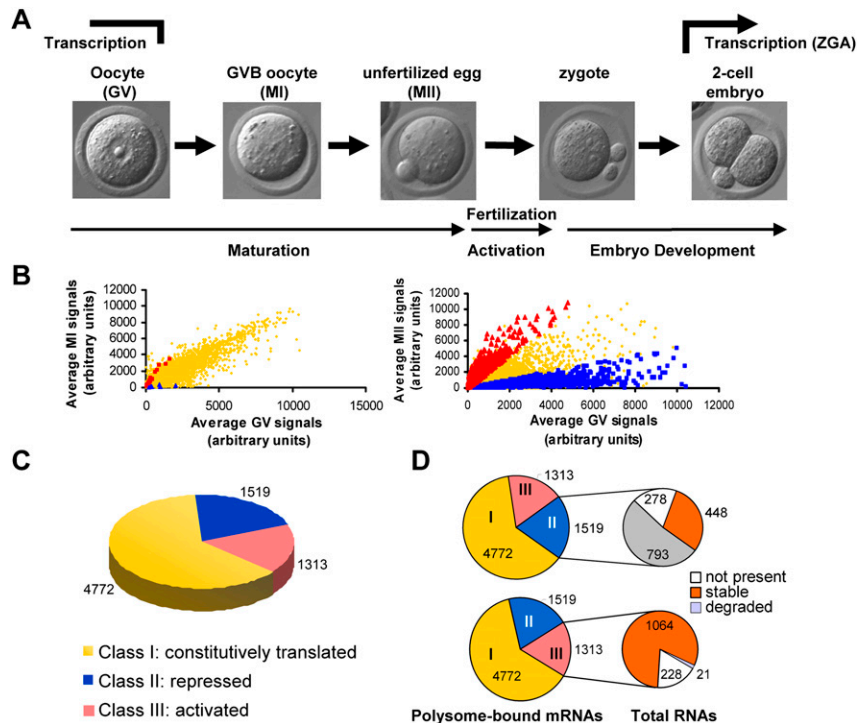 A
Transcription
Transcription (ZGA)
Oocyte
(GV)
GVB oocyte
(MI)
unfertilized egg
(MII)
zygote
2-cell
embryo
Fertilization
Maturation
Activation
Embryo Development
B
Average MI signals
(arbitrary units)
12000
10000
8000
6000
4000
2000
0
0
5000
10000
15000
Average GV signals
(arbitrary units)
Average MII signals
(arbitrary units)
12000
10000
8000
6000
4000
2000
0
0
2000
4000
6000
8000
10000
12000
Average GV signals
(arbitrary units)
C
1519
1313
4772
Class I: constitutively translated
Class II: repressed
Class III: activated
D
1313
III
I
II
4772
1519
278
448
793
not present
stable
degraded
1519
II
I
III
4772
1313
1064
228
21
Polysome-bound mRNAs
Total RNAs